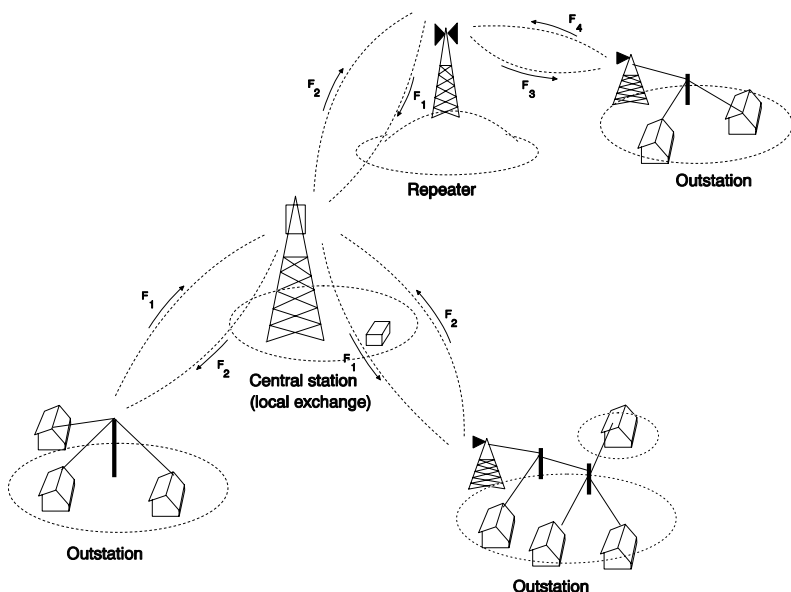 F4
F2
F1
F3
Repeater
Outstation
F1
F2
F2
F1
Central station
(local exchange)
Outstation
Outstation